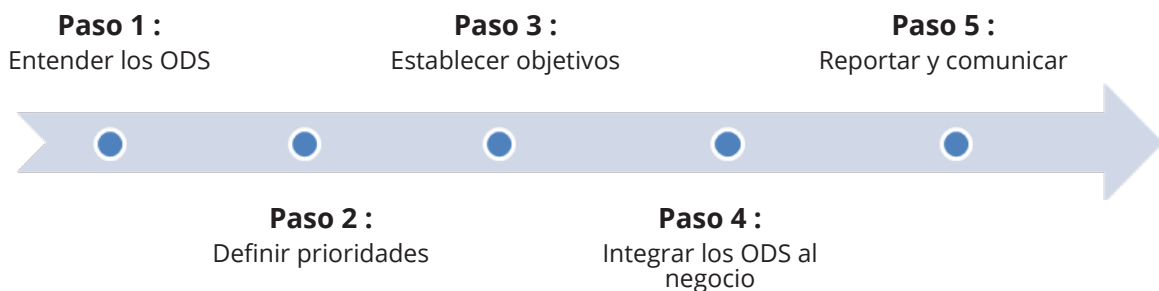 Paso 1 :
Entender los ODS
Paso 2 :
Definir prioridades
Paso 3 :
Establecer objetivos
Paso 4 :
Integrar los ODS al
negocio
Paso 5 :
Reportar y comunicar